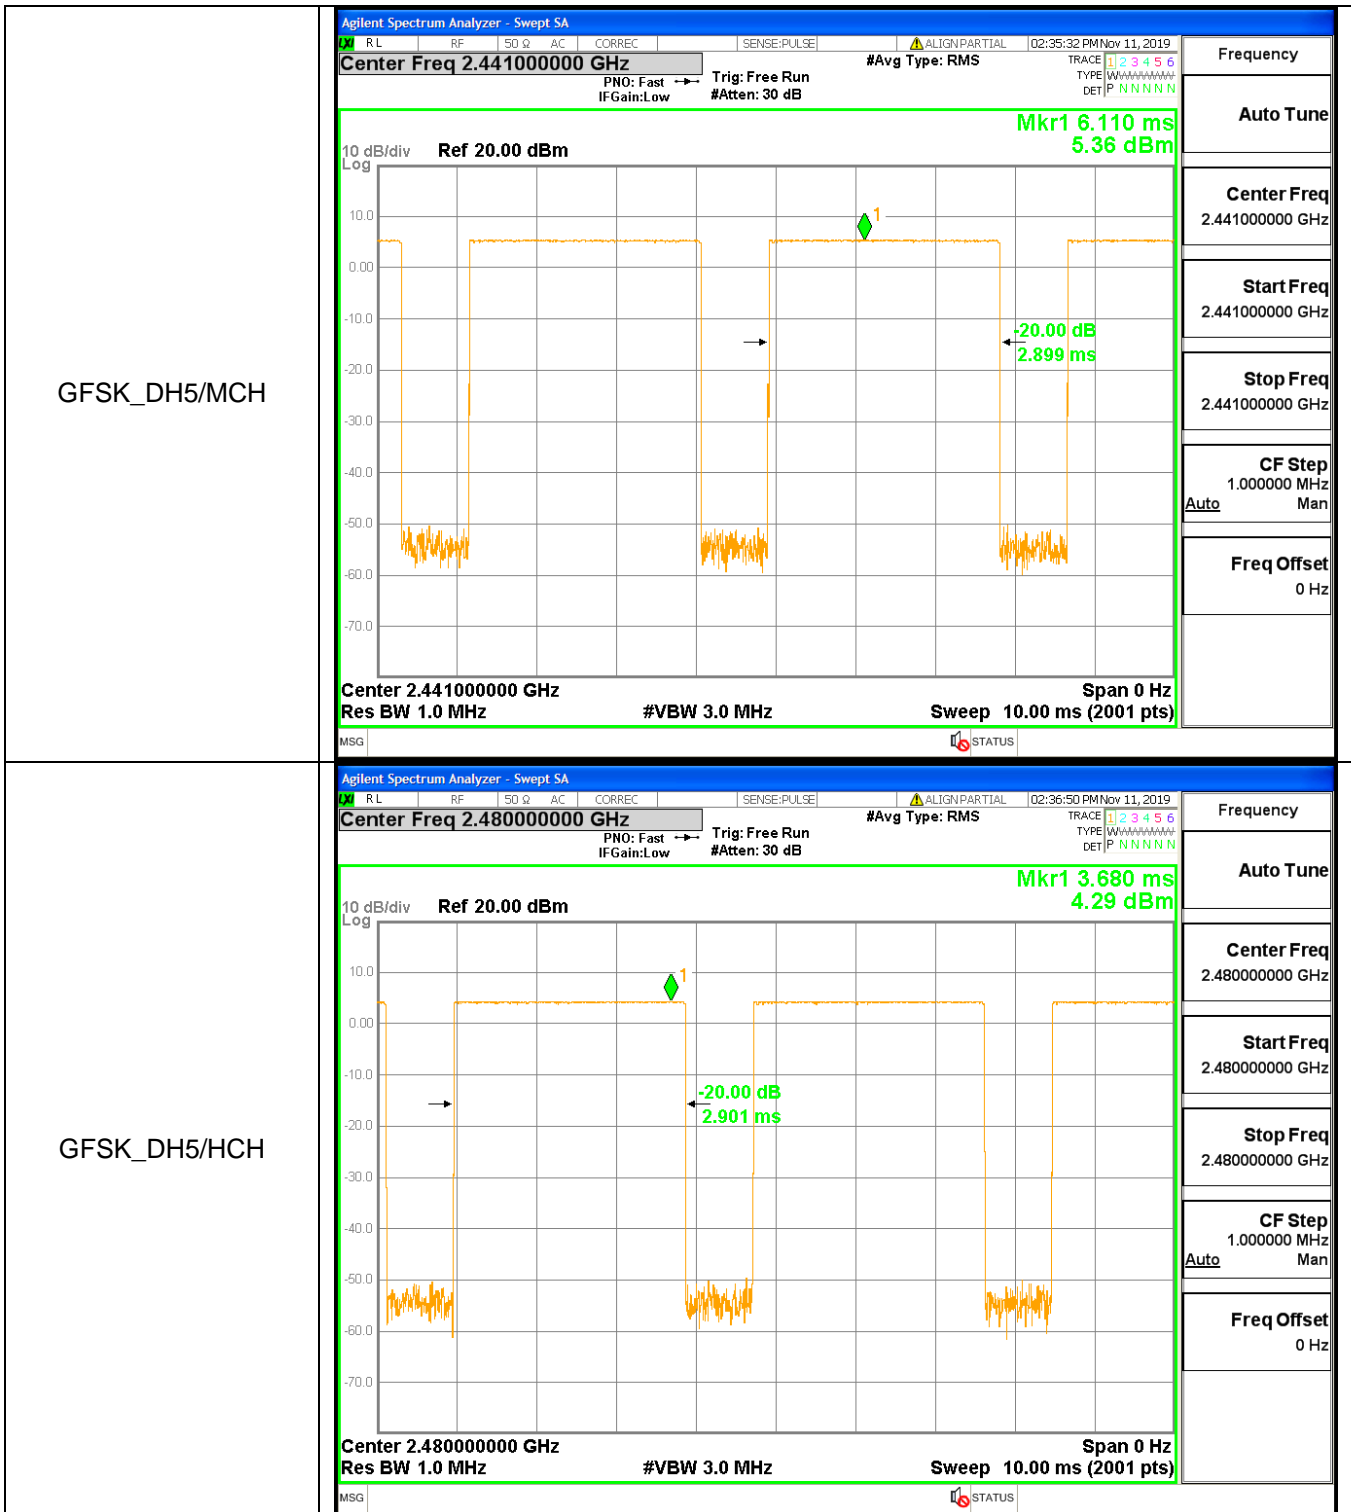 GFSK_DH5/MCH
Agilent Spectrum Analyzer - Swept SA
LXI RL RF 50 Ω AC CORREC SENSE:PULSE ALIGN PARTIAL 02:35:32 PM Nov 11, 2019
Center Freq 2.441000000 GHz
#Avg Type: RMS
TRACE 1 2 3 4 5 6
PNO: Fast Trig: Free Run
TYPE
IFGain:Low #Atten: 30 dB
DET P N N N N N
Mkr1 6.110 ms
5.36 dBm
10 dB/div Ref 20.00 dBm
Log
10.0
1
0.00
-10.0
-20.00 dB
2.899 ms
-20.0
-30.0
-40.0
-50.0
-60.0
-70.0
Center 2.441000000 GHz Span 0 Hz
Res BW 1.0 MHz #VBW 3.0 MHz Sweep 10.00 ms (2001 pts)
MSG STATUS
Frequency
Auto Tune
Center Freq
2.441000000 GHz
Start Freq
2.441000000 GHz
Stop Freq
2.441000000 GHz
CF Step
1.000000 MHz
Auto Man
Freq Offset
0 Hz
GFSK_DH5/HCH
Agilent Spectrum Analyzer - Swept SA
LXI RL RF 50 Ω AC CORREC SENSE:PULSE ALIGN PARTIAL 02:36:50 PM Nov 11, 2019
Center Freq 2.480000000 GHz
#Avg Type: RMS
TRACE 1 2 3 4 5 6
PNO: Fast Trig: Free Run
TYPE
IFGain:Low #Atten: 30 dB
DET P N N N N N
Mkr1 3.680 ms
4.29 dBm
10 dB/div Ref 20.00 dBm
Log
10.0
1
0.00
-10.0
-20.00 dB
2.901 ms
-20.0
-30.0
-40.0
-50.0
-60.0
-70.0
Center 2.480000000 GHz Span 0 Hz
Res BW 1.0 MHz #VBW 3.0 MHz Sweep 10.00 ms (2001 pts)
MSG STATUS
Frequency
Auto Tune
Center Freq
2.480000000 GHz
Start Freq
2.480000000 GHz
Stop Freq
2.480000000 GHz
CF Step
1.000000 MHz
Auto Man
Freq Offset
0 Hz